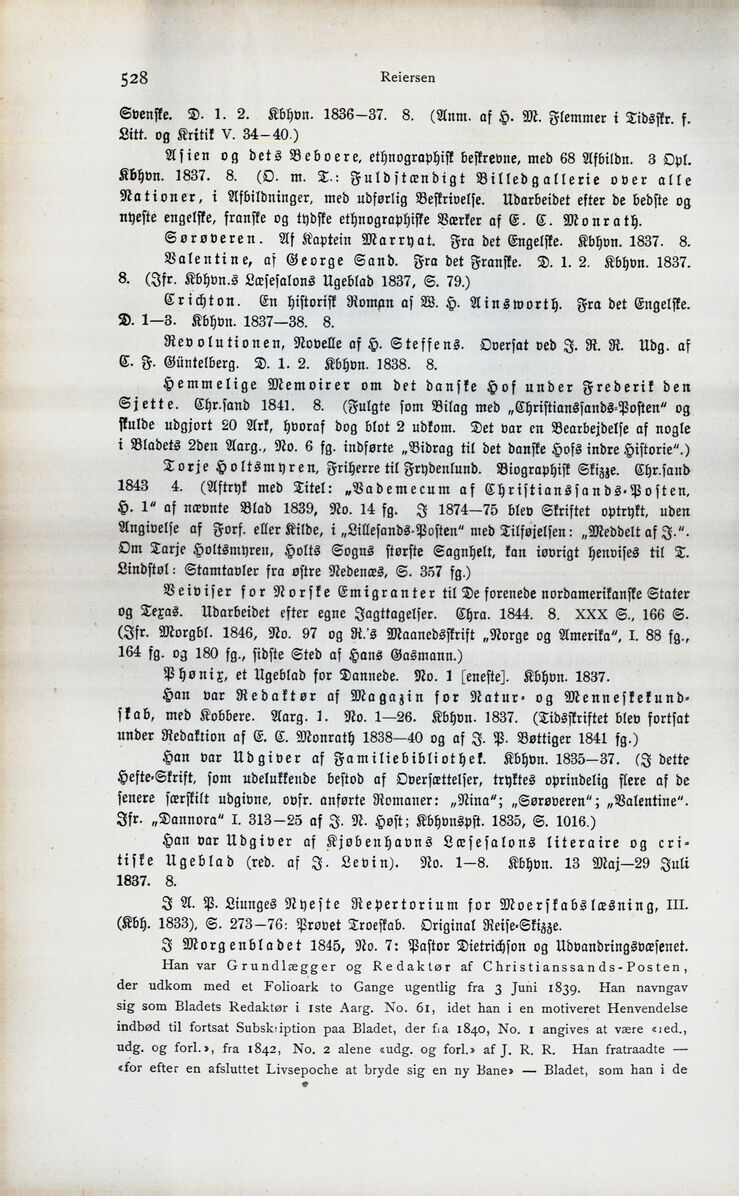 528 Reiersen
Svenske. D. 1. 2. Kbhvn. 1836—37. 8. (Anm. af H. M. Flemmer i Tidsskr. f.
Litt. og Kritik V. 34—40.)
Asien og dets Beboere, ethnographisk beskrevne, med 68 Afbildn. 3 Opl.
Kbhvn. 1837. 8. (O. m. T.: Fuldstændigt Billedgallerie over alle
Nationer, i Afbildninger, med udførlig Beskrivelse. Udarbeidet efter de bedste og
nyeste engelske, franske og tydske ethnographiske Værker af E. C. Monrath.
Sørøveren. Af Kaptein Marryat. Fra det Engelske. Kbhvn. 1837. 8.
Valentine, af George Sand. Fra det Franske. D. 1. 2. Kbhvn. 1837.
8. (Jfr. Kbhvn.s Læsesalons Ugeblad 1837, S. 79.)
Crichton. En historisk Roman af W. H. Ainsworth. Fra det Engelske.
D. 1—3. Kbhvn. 1837—38. 8.
Revolutionen, Novelle af H. Steffens. Oversat ved J. R. R. Udg. af
C. F. Güntelberg. D. 1. 2. Kbhvn. 1838. 8.
Hemmelige Memoirer om det danske Hof under Frederik den
Sjette. Chr.sand 1841. 8. (Fulgte som Bilag med „Christianssands-Posten" og
skulde udgjort 20 Ark, hvoraf dog blot 2 udkom. Det var en Bearbejdelse af nogle
i Bladets 2den Aarg., No. 6 fg. indførte „Bidrag til det danske Hofs indre Historie".)
Torje Holtsmyren, Friherre til Frydenlund. Biographisk Skizze. Chr.sand
1843 4. (Aftryk med Titel: „Vademecum af Christianssands-Posten,
H. 1" af nævnte Blad 1839, No. 14 fg. I 1874—75 blev Skriftet optrykt, uden
Angivelse af Forf. eller Kilde, i „Lillesands-Posten" med Tilføjelsen: „Meddelt af J.".
Om Tarje Holtsmyren, Holts Sogns største Sagnhelt, kan iøvrigt henvises til T.
Lindstøl: Stamtavler fra østre Nedenæs, S. 357 fg.)
Veiviser for Norske Emigranter til De forenede nordamerikanske Stater
og Texas. Udarbeidet efter egne Jagttagelser. Chra. 1844. 8. XXX S., 166 S.
(Jfr. Morgbl. 1846, No. 97 og R.'s Maanedsskrift „Norge og Amerika", I. 88 fg.,
164 fg. og 180 fg., sidste Sted af Hans Gasmann.)
Phønix, et Ugeblad for Dannede. No. 1 [eneste]. Kbhvn. 1837.
Han var Redaktør af Magazin for Natur- og Menneskekund-
skab, med Kobbere. Aarg. 1. No. 1—26. Kbhvn. 1837. (Tidsskriftet blev fortsat
under Redaktion af E. C. Monrath 1838—40 og af J. P. Bøttiger 1841 fg.)
Han var Udgiver af Familiebibliothek. Kbhvn. 1835—37. (I dette
Hefte-Skrift, som udelukkende bestod af Oversættelser, tryktes oprindelig flere af de
senere særskilt udgivne, ovfr. anførte Romaner: „Nina"; „Sørøveren"; „Valentine".
Jfr. „Dannora" I. 313—25 af J. N. Høst; Kbhvnspst. 1835, S. 1016.)
Han var Udgiver af Kjøbenhavns Læsesalons literaire og cri-
tiske Ugeblad (red. af J. Levin). No. 1—8. Kbhvn. 13 Maj—29 Juli
1837. 8.
I A. P. Liunges Nyeste Repertorium for Moerskabslæsning, III.
(Kbh. 1833), S. 273—76: Prøvet Troeskab. Original Reise-Skizze.
I Morgenbladet 1845, No. 7: Pastor Dietrichson og Udvandringsvæsenet.
Han var Grundlægger og Redaktør af Christianssands-Posten,
der udkom med et Folioark to Gange ugentlig fra 3 Juni 1839. Han navngav
sig som Bladets Redaktør i 1ste Aarg. No. 61, idet han i en motiveret Henvendelse
indbød til fortsat Subskription paa Bladet, der fra 1840, No. 1 angives at være «red.,
udg. og forl.», fra 1842, No. 2 alene «udg. og forl.» af J. R. R. Han fratraadte —
«for efter en afsluttet Livsepoche at bryde sig en ny Bane» — Bladet, som han i de